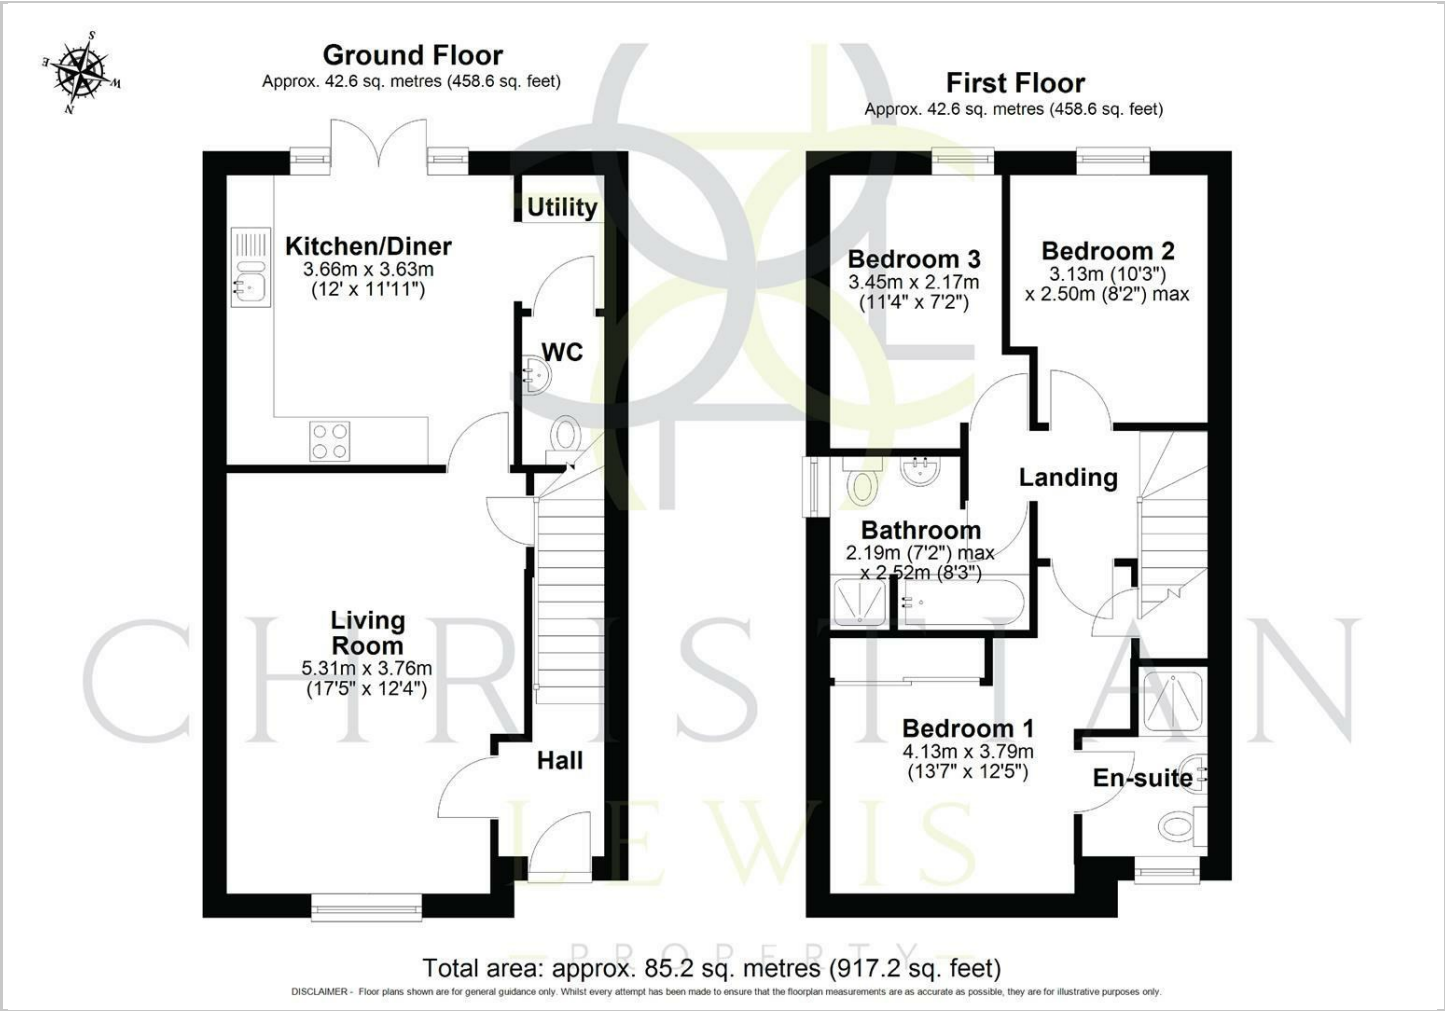 S
E
W
N
Ground Floor
Approx. 42.6 sq. metres (458.6 sq. feet)
First Floor
Approx. 42.6 sq. metres (458.6 sq. feet)
Utility
Kitchen/Diner
3.66m x 3.63m
(12' x 11'11")
WC
Living
Room
5.31m x 3.76m
(17'5" x 12'4")
Hall
Bedroom 3
3.45m x 2.17m
(11'4" x 7'2")
Bedroom 2
3.13m (10'3")
x 2.50m (8'2") max
Landing
Bathroom
2.19m (7'2") max
x 2.52m (8'3")
Bedroom 1
4.13m x 3.79m
(13'7" x 12'5")
En-suite
CHRISTIAN
LEWIS
PROPERTY
Total area: approx. 85.2 sq. metres (917.2 sq. feet)
DISCLAIMER - Floor plans shown are for general guidance only. Whilst every attempt has been made to ensure that the floorplan measurements are as accurate as possible, they are for illustrative purposes only.